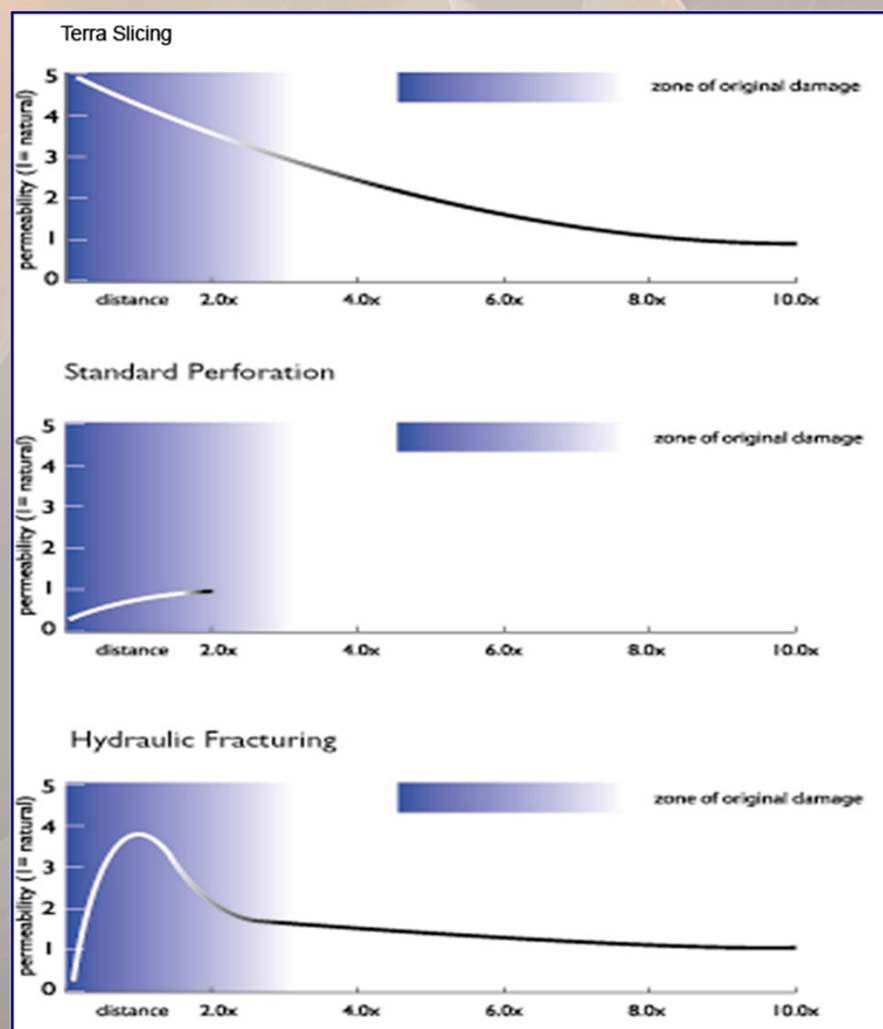 Terra Slicing
5
zone of original damage
4
3
2
1
0
permeability (1 = natural)
distance 2.0x 4.0x 6.0x 8.0x 10.0x
Standard Perforation
5
zone of original damage
4
3
2
1
0
permeability (1 = natural)
distance 2.0x 4.0x 6.0x 8.0x 10.0x
Hydraulic Fracturing
5
zone of original damage
4
3
2
1
0
permeability (1 = natural)
distance 2.0x 4.0x 6.0x 8.0x 10.0x